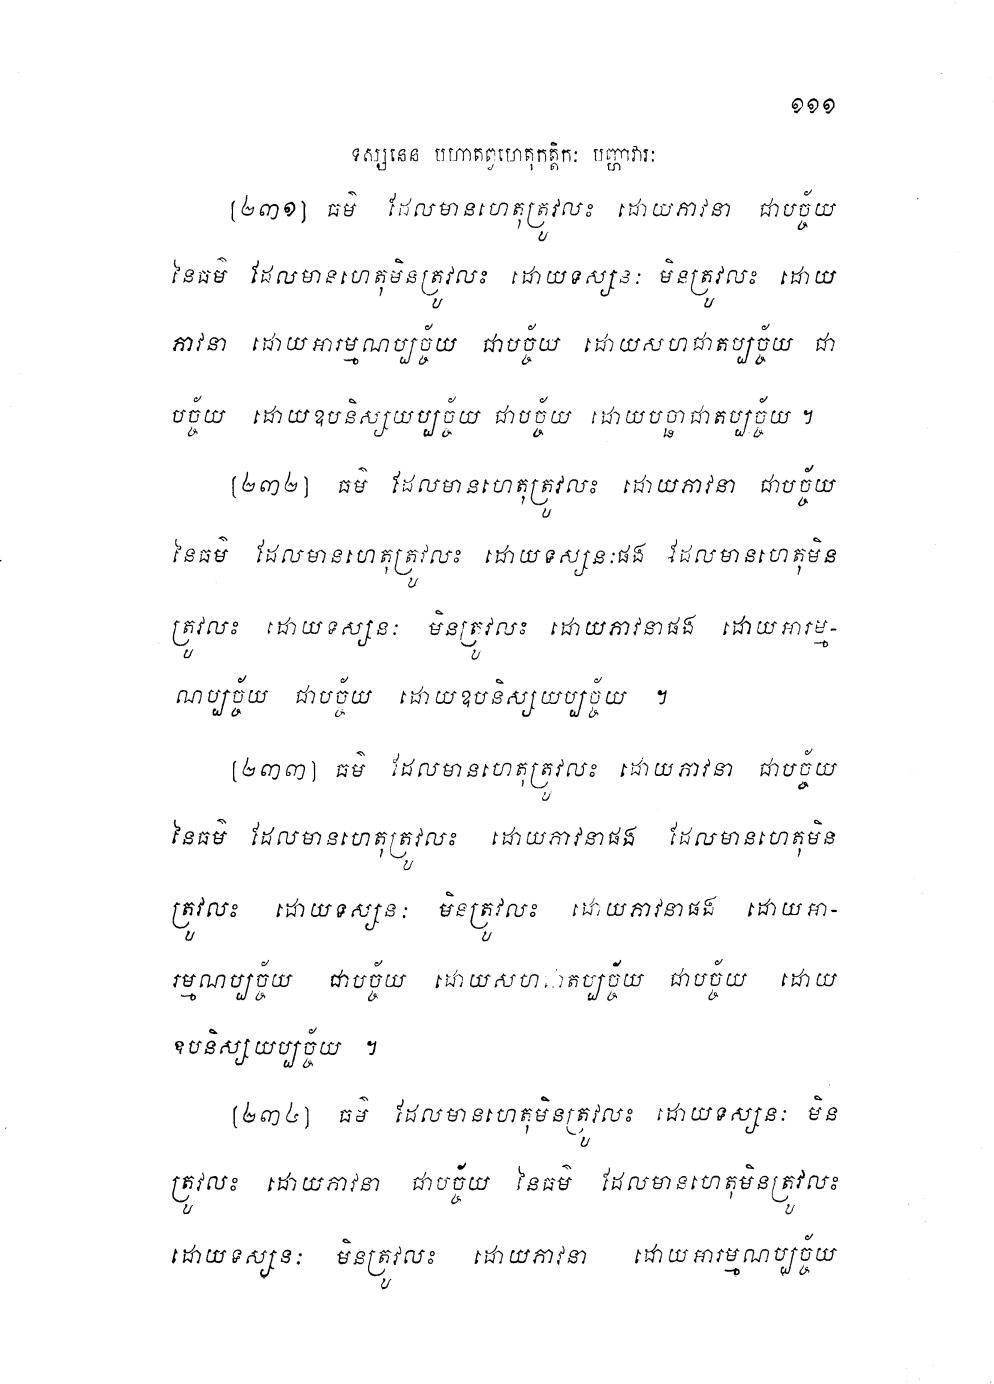 ១១១
ទស្សនេន បហាតព្វហេតុកត្តិកៈ បញ្ហាវារៈ
(២៣១) ធម៌ ដែលមានហេតុត្រូវលះ ដោយភាវនា ជាបច្ច័យ
នៃធម៌ ដែលមានហេតុមិនត្រូវលះ ដោយទស្សនៈ មិនត្រូវលះ ដោយ
ភាវនា ដោយអារម្មណប្បច្ច័យ ជាបច្ច័យ ដោយសហជាតប្បច្ច័យ ជា
បច្ច័យ ដោយឧបនិស្សយប្បច្ច័យ ជាបច្ច័យ ដោយបច្ឆាជាតប្បច្ច័យ ។
(២៣២) ធម៌ ដែលមានហេតុត្រូវលះ ដោយភាវនា ជាបច្ច័យ
នៃធម៌ ដែលមានហេតុត្រូវលះ ដោយទស្សនៈផង ដែលមានហេតុមិន
ត្រូវលះ ដោយទស្សនៈ មិនត្រូវលះ ដោយភាវនាផង ដោយអារម្ម-
ណប្បច្ច័យ ជាបច្ច័យ ដោយឧបនិស្សយប្បច្ច័យ ។
(២៣៣) ធម៌ ដែលមានហេតុត្រូវលះ ដោយភាវនា ជាបច្ច័យ
នៃធម៌ ដែលមានហេតុត្រូវលះ ដោយភាវនាផង ដែលមានហេតុមិន
ត្រូវលះ ដោយទស្សនៈ មិនត្រូវលះ ដោយភាវនាផង ដោយអា-
រម្មណប្បច្ច័យ ជាបច្ច័យ ដោយសហជាតប្បច្ច័យ ជាបច្ច័យ ដោយ
ឧបនិស្សយប្បច្ច័យ ។
(២៣៤) ធម៌ ដែលមានហេតុមិនត្រូវលះ ដោយទស្សនៈ មិន
ត្រូវលះ ដោយភាវនា ជាបច្ច័យ នៃធម៌ ដែលមានហេតុមិនត្រូវលះ
ដោយទស្សនៈ មិនត្រូវលះ ដោយភាវនា ដោយអារម្មណប្បច្ច័យ